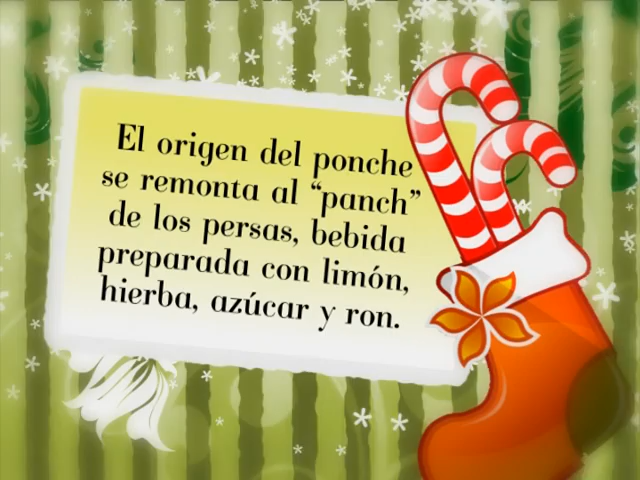 El origen del ponche
se remonta al “panch”
de los persas, bebida
preparada con limón,
hierba, azúcar y ron.